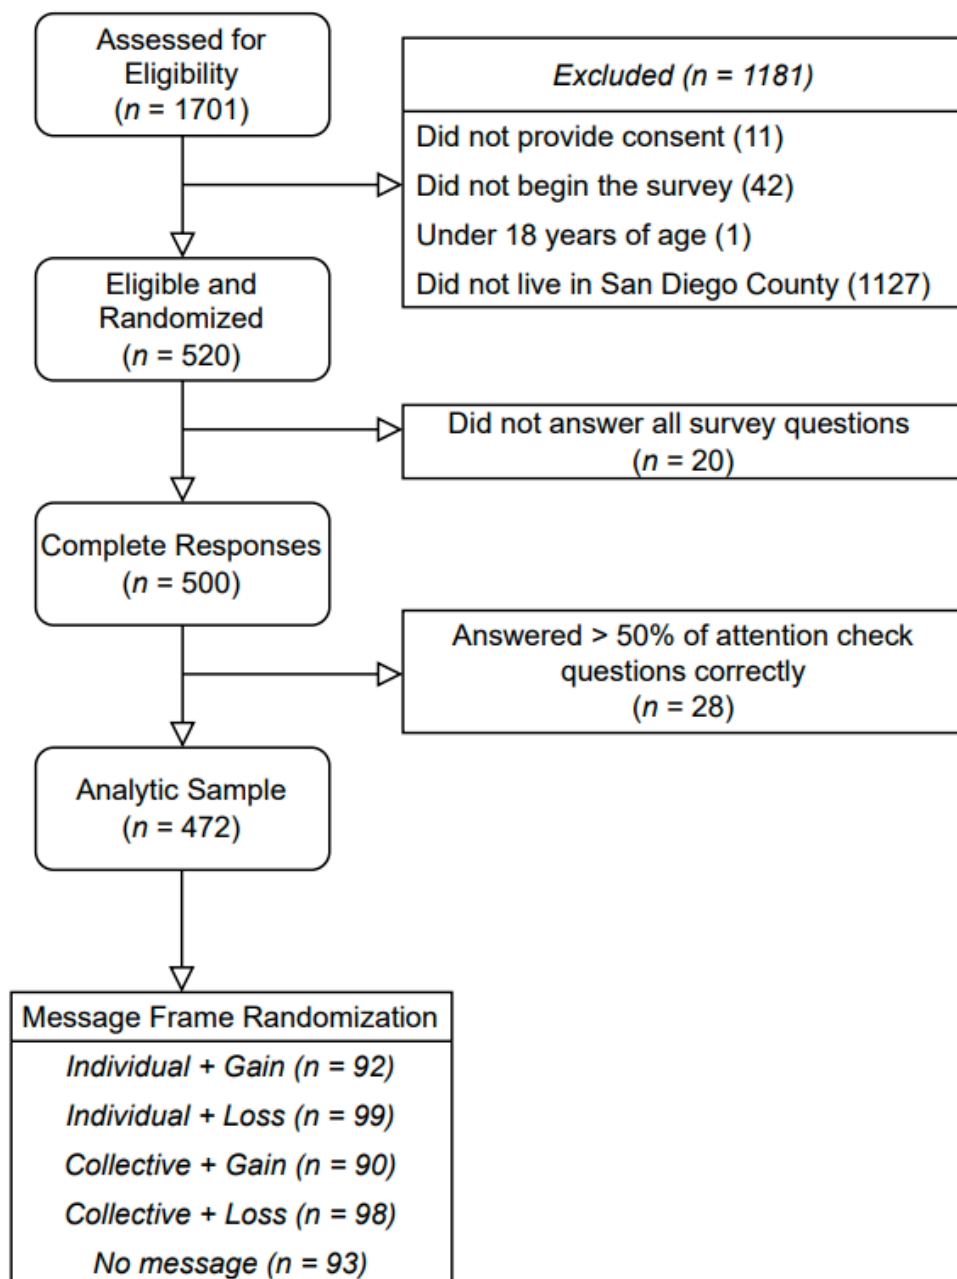 Assessed for
Eligibility
(n = 1701)
Excluded (n = 1181)
Did not provide consent (11)
Did not begin the survey (42)
Under 18 years of age (1)
Did not live in San Diego County (1127)
Eligible and
Randomized
(n = 520)
Did not answer all survey questions
(n = 20)
Complete Responses
(n = 500)
Answered > 50% of attention check
questions correctly
(n = 28)
Analytic Sample
(n = 472)
Message Frame Randomization
Individual + Gain (n = 92)
Individual + Loss (n = 99)
Collective + Gain (n = 90)
Collective + Loss (n = 98)
No message (n = 93)